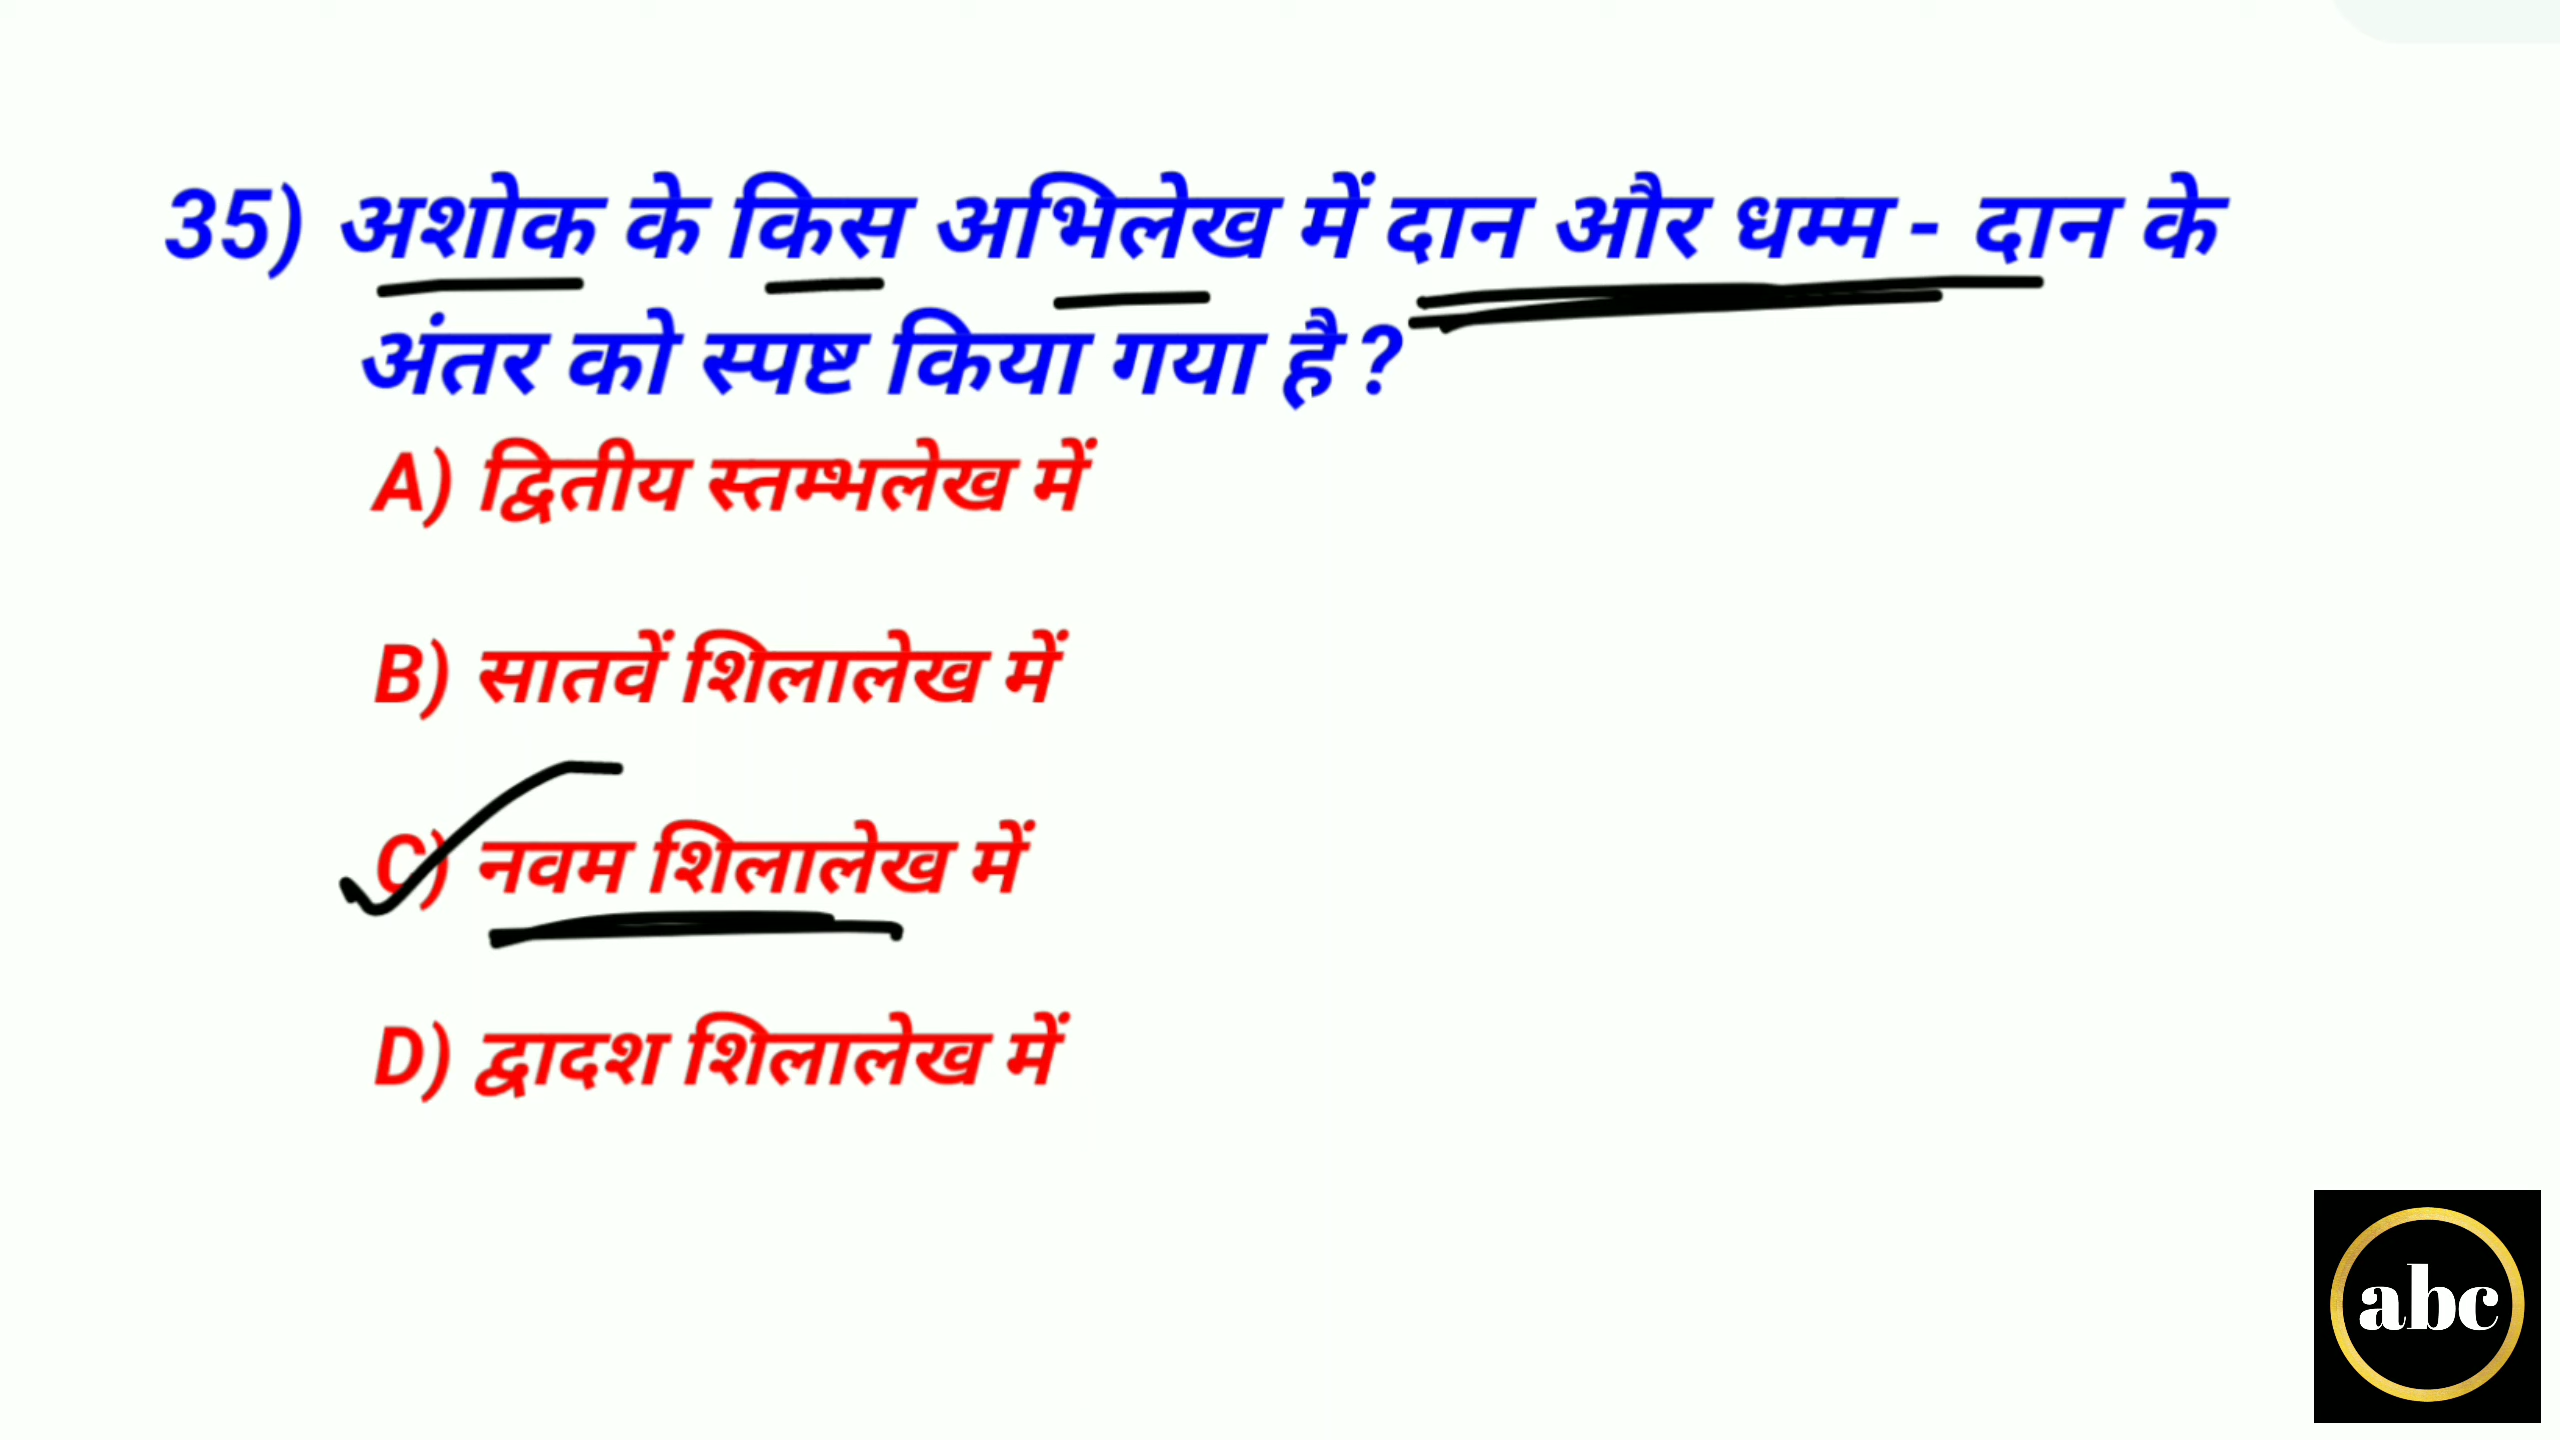 35) अशोक के किस अभिलेख में दान और धम्म - दान के
अंतर को स्पष्ट किया गया है ?
A) द्वितीय स्तम्भलेख में
B) सातवें शिलालेख में
C) नवम शिलालेख में
D) द्वादश शिलालेख में
abc